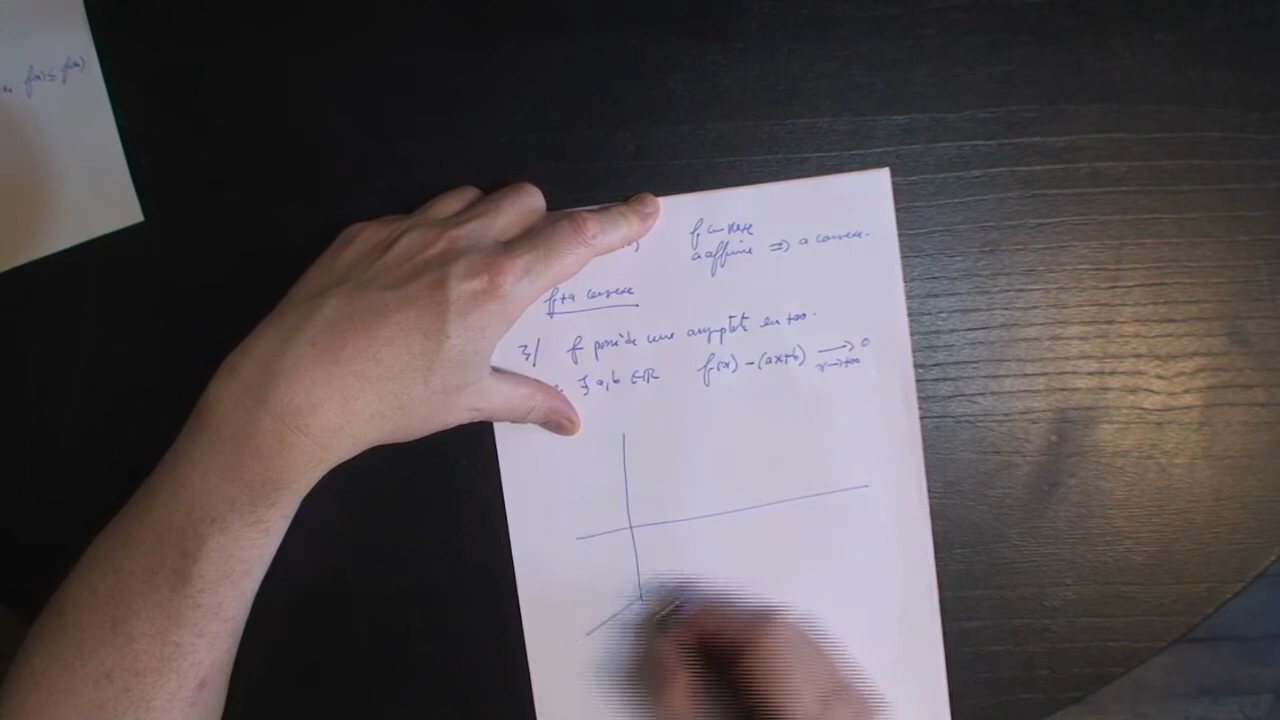 f(x) ≤ f(x)
f convexe
a affine => a convexe.
f+a convexe
3/ f possède une asymptote en +∞.
∃ a,b ∈ ℝ f(x) - (ax+b) → 0
x→+∞